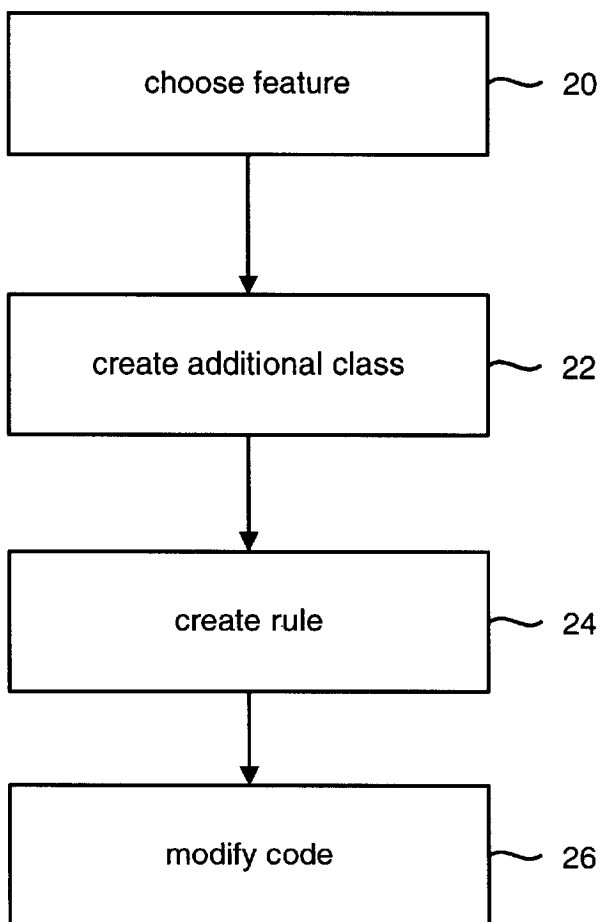 choose feature 20
create additional class 22
create rule 24
modify code 26